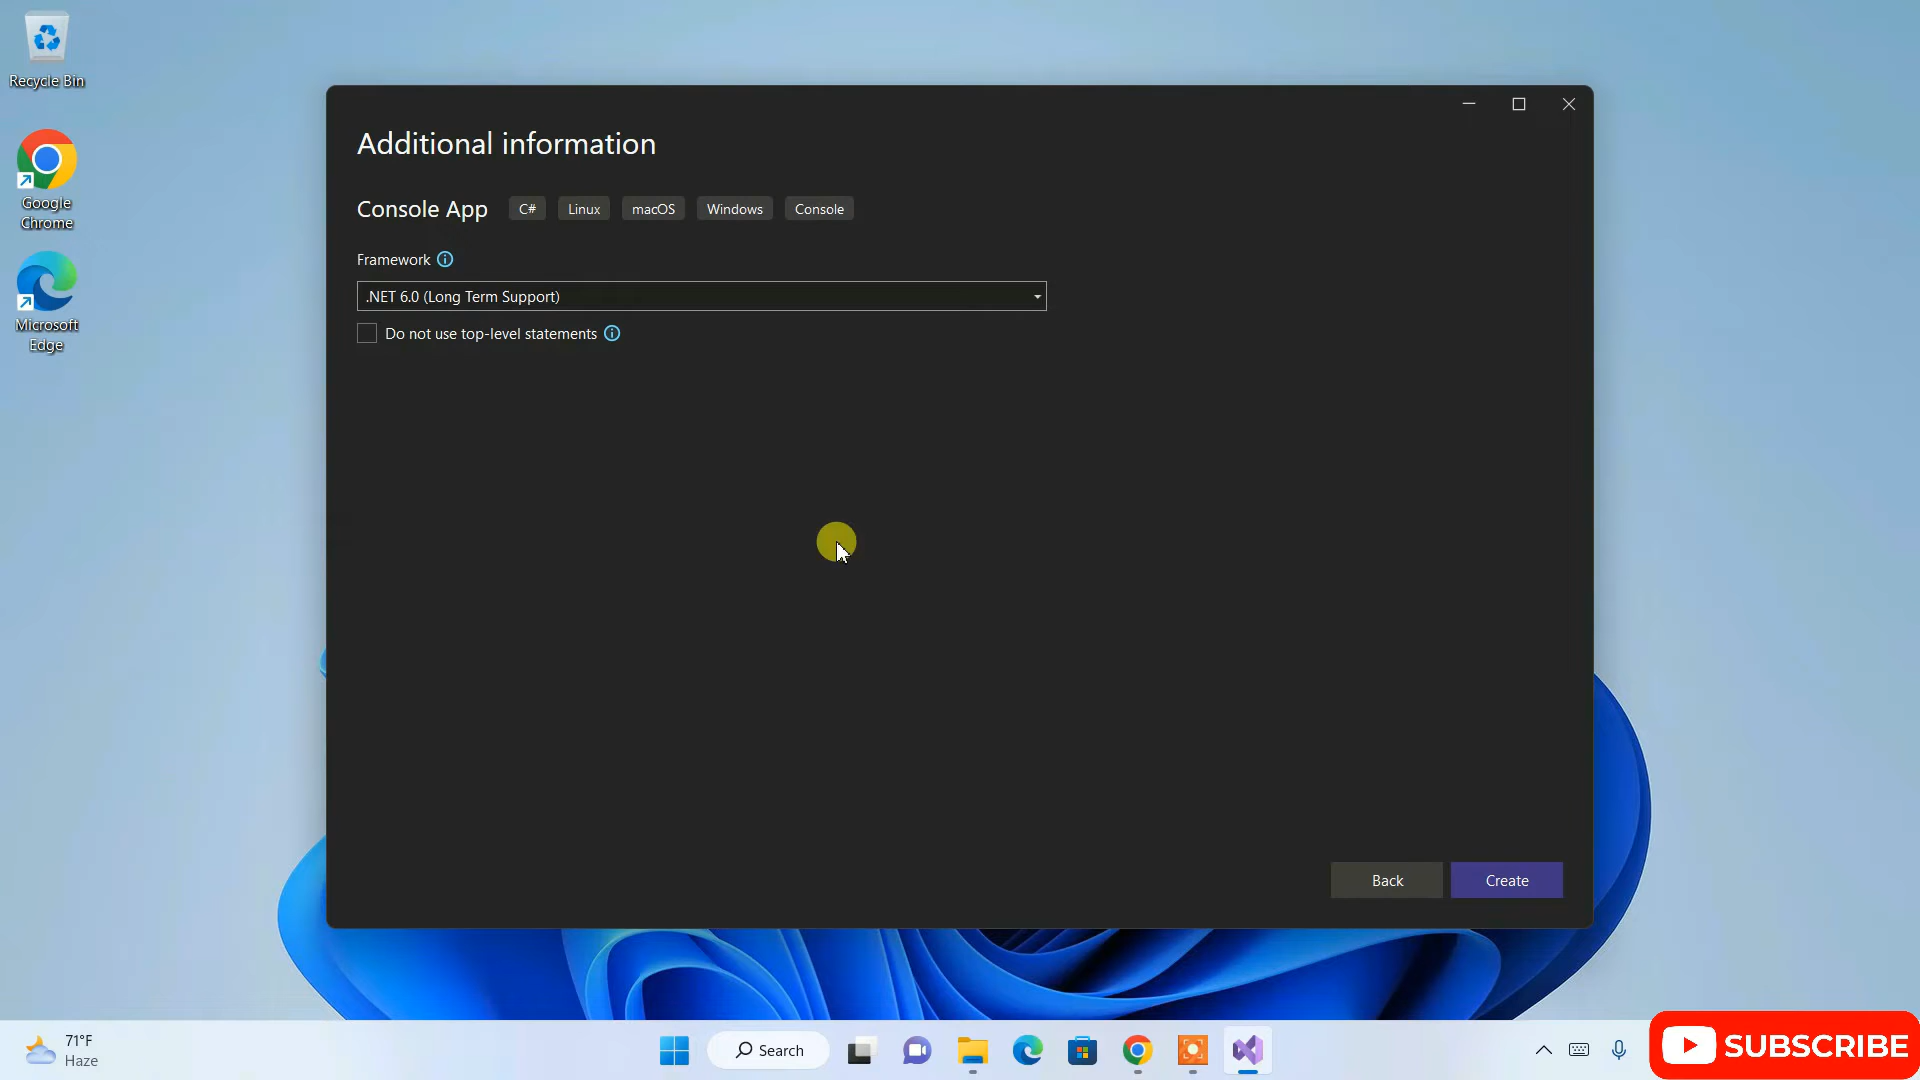 Recycle Bin
Google
Chrome
Microsoft
Edge
Additional information
Console App C# Linux macOS Windows Console
Framework
.NET 6.0 (Long Term Support)
Do not use top-level statements
Back Create
71°F
Haze
Search
SUBSCRIBE